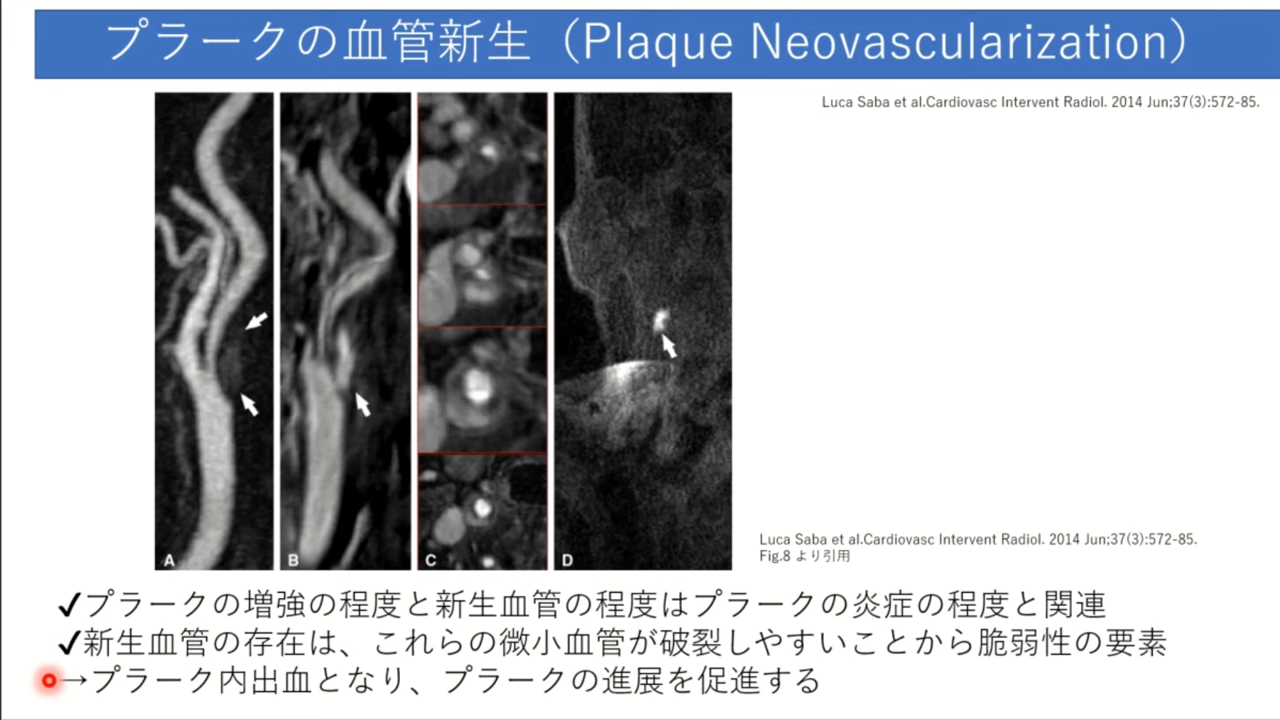 プラークの血管新生（Plaque Neovascularization）
Luca Saba et al.Cardiovasc Intervent Radiol. 2014 Jun;37(3):572-85.
A
B
C
D
Luca Saba et al.Cardiovasc Intervent Radiol. 2014 Jun;37(3):572-85.
Fig.8 より引用
✓プラークの増強の程度と新生血管の程度はプラークの炎症の程度と関連
✓新生血管の存在は、これらの微小血管が破裂しやすいことから脆弱性の要素
→プラーク内出血となり、プラークの進展を促進する